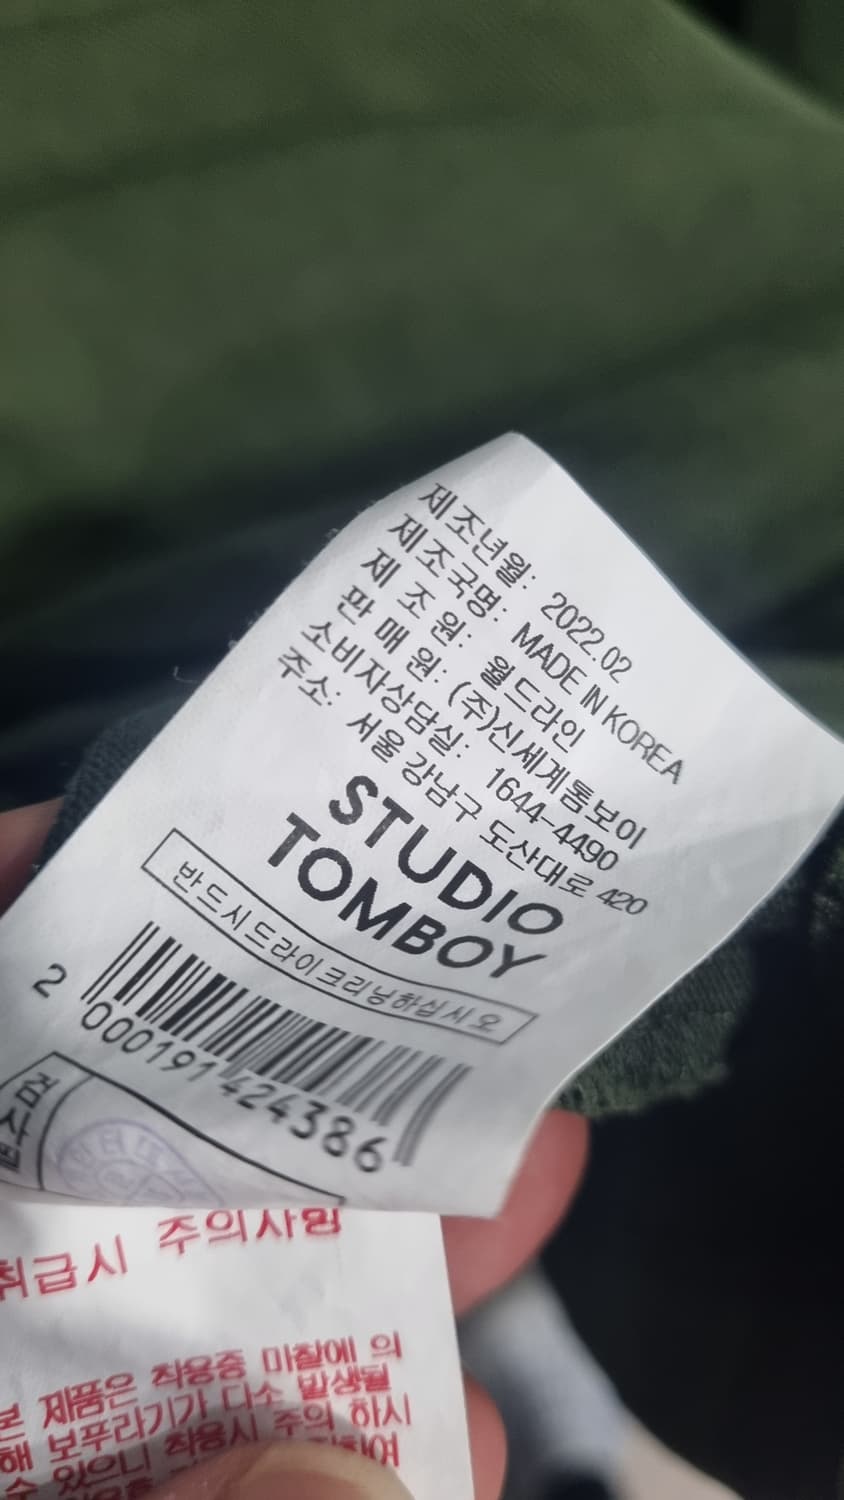 제조년월: 2022.02
제조국명: MADE IN KOREA
제 조 원: 월드라인
판 매 원: (주)신세계톰보이
소비자상담실: 1644-4490
주소: 서울 강남구 도산대로 420
STUDIO
TOMBOY
반드시드라이크리닝하십시오
2 000191 424386
검사
취급시 주의사항
본 제품은 착용중 미찰에 의
해 보푸라기가 다소 발생될
수 있으니 착용시 주의 하시